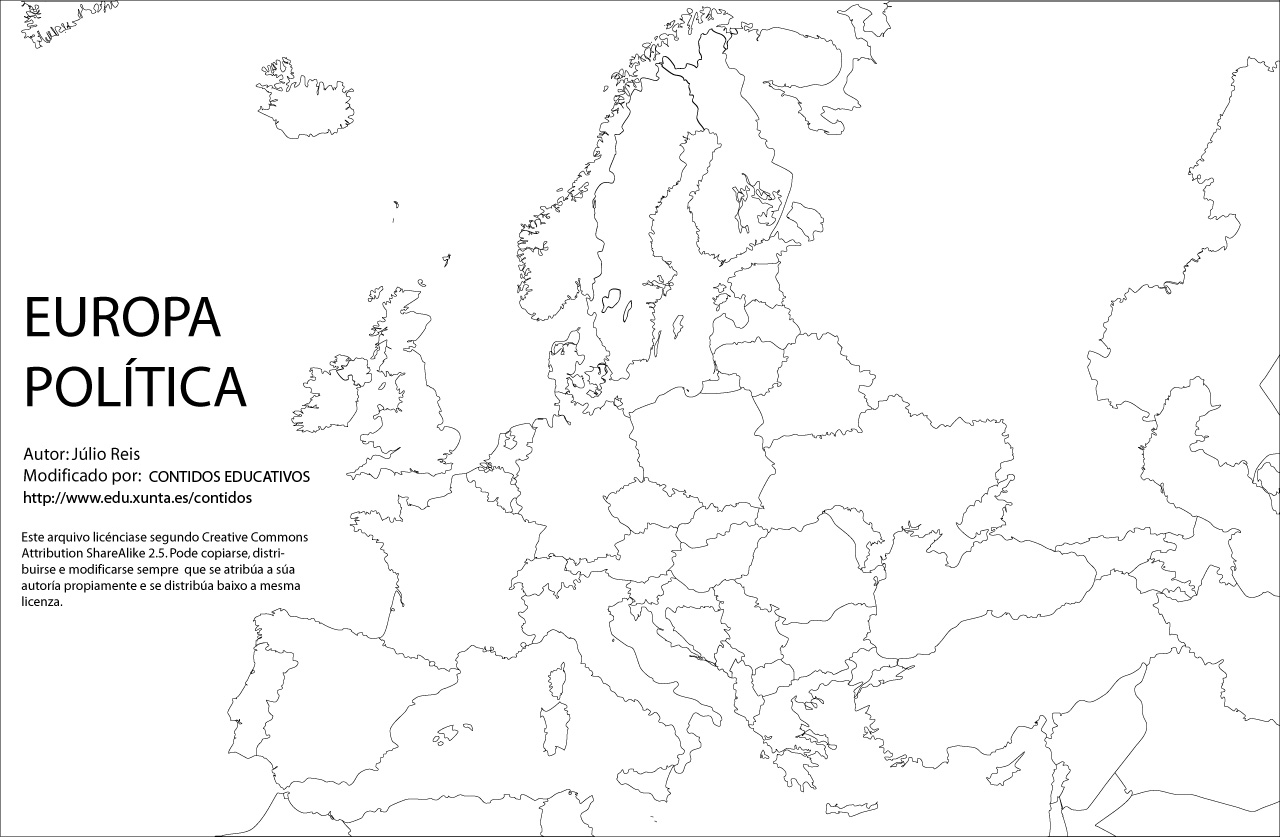 EUROPA
POLÍTICA
Autor: Júlio Reis
Modificado por: CONTIDOS EDUCATIVOS
http://www.edu.xunta.es/contidos
Este arquivo licénciase segundo Creative Commons
Attribution ShareAlike 2.5. Pode copiarse, distri-
buirse e modificarse sempre que se atribúa a súa
autoría propiamente e se distribúa baixo a mesma
licenza.